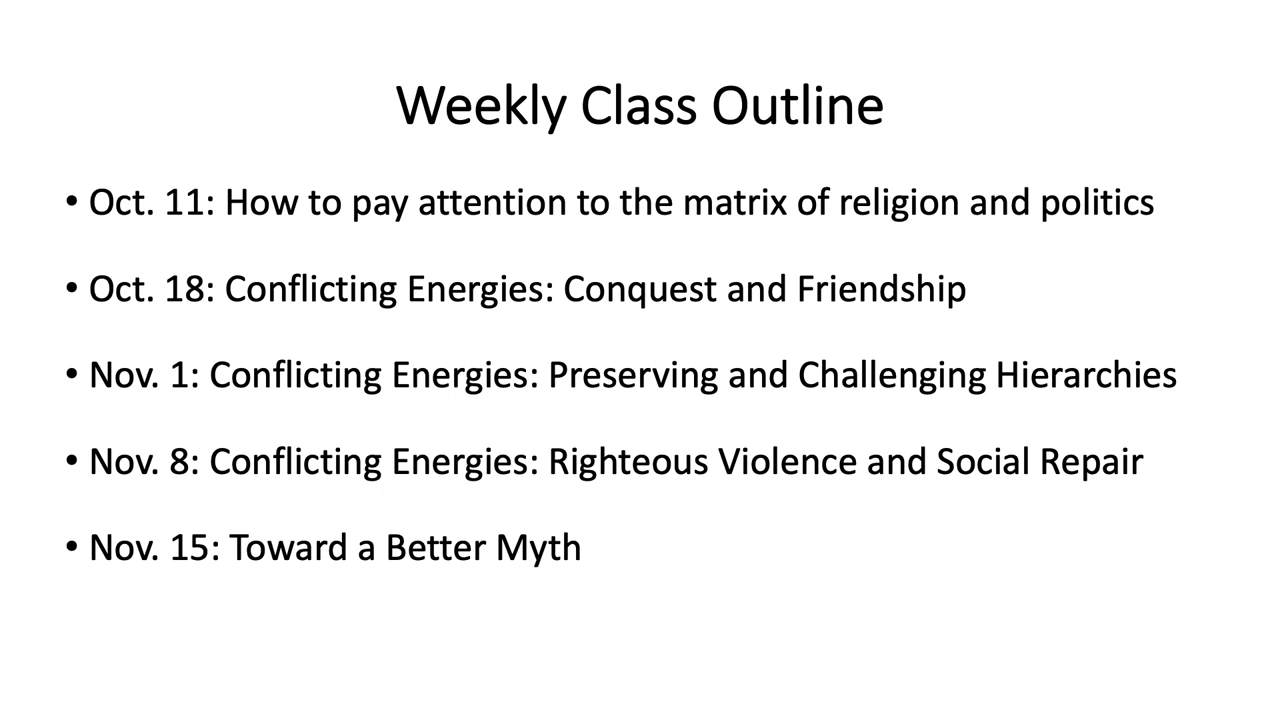 Weekly Class Outline
• Oct. 11: How to pay attention to the matrix of religion and politics
• Oct. 18: Conflicting Energies: Conquest and Friendship
• Nov. 1: Conflicting Energies: Preserving and Challenging Hierarchies
• Nov. 8: Conflicting Energies: Righteous Violence and Social Repair
• Nov. 15: Toward a Better Myth